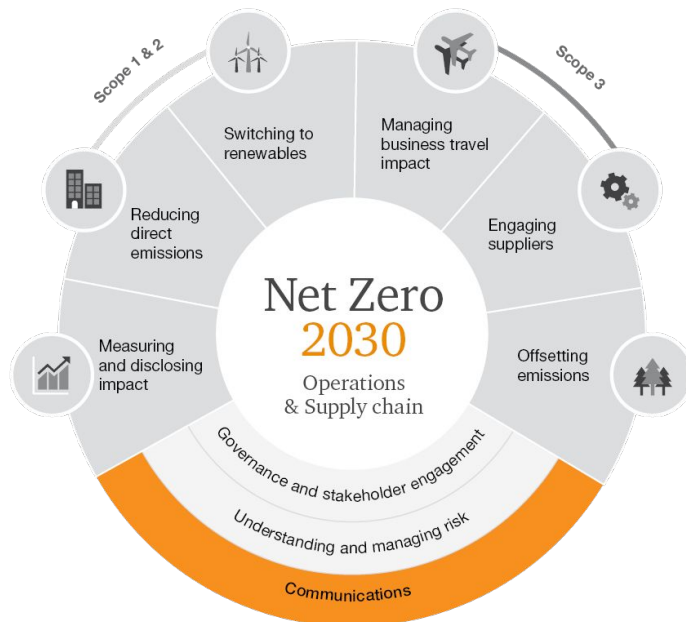 Scope 1 & 2
Scope 3
Switching to
renewables
Managing
business travel
impact
Reducing
direct
emissions
Engaging
suppliers
Measuring
and disclosing
impact
Net Zero
2030
Operations
& Supply chain
Offsetting
emissions
Governance and stakeholder engagement
Understanding and managing risk
Communications